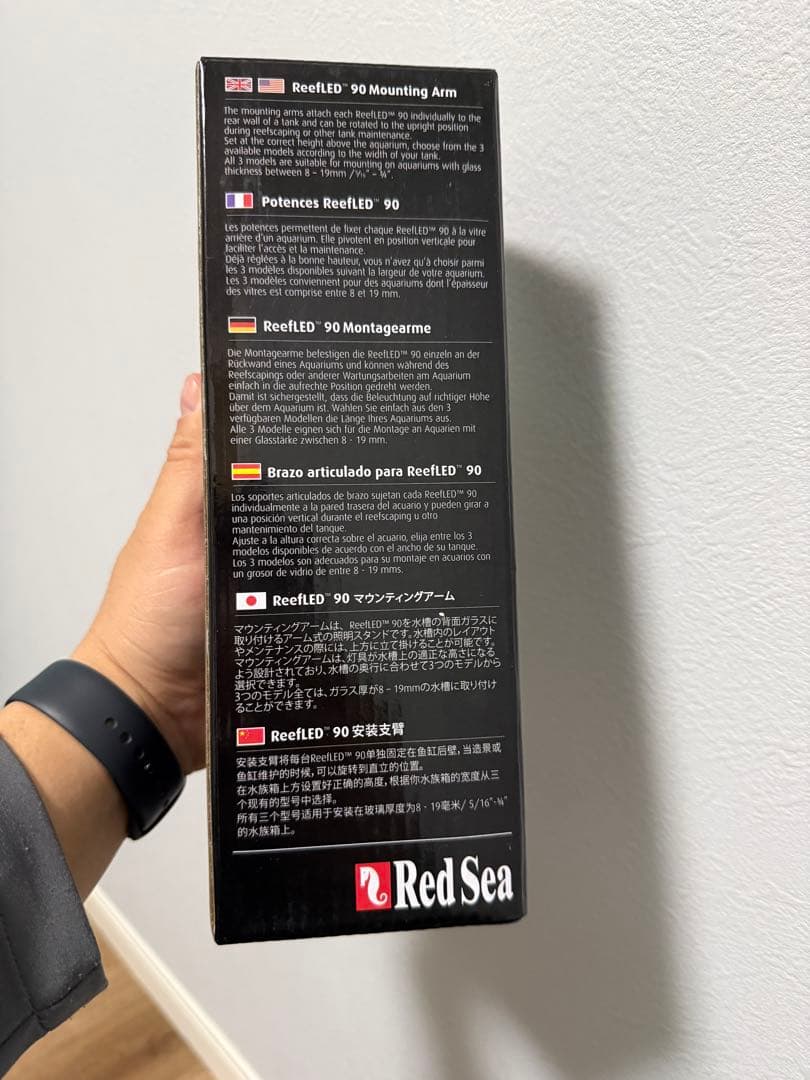 ReefLED™ 90 Mounting Arm
The mounting arms attach each ReefLED™ 90 individually to the
rear wall of a tank and can be rotated to the upright position
during reefscaping or other tank maintenance.
Set at the correct height above the aquarium, choose from the 3
available models according to the width of your tank.
All 3 models are suitable for mounting on aquariums with glass
thickness between 8 – 19mm /⁵⁄₁₆" – ¾".
Potences ReefLED™ 90
Les potences permettent de fixer chaque ReefLED™ 90 à la vitre
arrière d'un aquarium. Elle pivotent en position verticale pour
faciliter l'accès et la maintenance.
Déjà réglées à la bonne hauteur, vous n'avez qu'à choisir parmi
les 3 modèles disponibles suivant la largeur de votre aquarium.
Les 3 modèles conviennent pour des aquariums dont l'épaisseur
des vitres est comprise entre 8 et 19 mm.
ReefLED™ 90 Montagearme
Die Montagearme befestigen die ReefLED™ 90 einzeln an der
Rückwand eines Aquariums und können während des
Reefscapings oder anderer Wartungsarbeiten am Aquarium
einfach in die aufrechte Position gedreht werden.
Damit ist sichergestellt, dass die Beleuchtung auf richtiger Höhe
über dem Aquarium ist. Wählen Sie einfach aus den 3
verfügbaren Modellen die Länge Ihres Aquariums aus.
Alle 3 Modelle eignen sich für die Montage an Aquarien mit
einer Glasstärke zwischen 8 - 19 mm.
Brazo articulado para ReefLED™ 90
Los soportes articulados de brazo sujetan cada ReefLED™ 90
individualmente a la pared trasera del acuario y pueden girar a
una posición vertical durante el reefscaping u otro
mantenimiento del tanque.
Ajuste a la altura correcta sobre el acuario, elija entre los 3
modelos disponibles de acuerdo con el ancho de su tanque.
Los 3 modelos son adecuados para su montaje en acuarios con
un grosor de vidrio de entre 8 - 19 mms.
ReefLED™ 90 マウンティングアーム
マウンティングアームは、ReefLED™ 90を水槽の背面ガラスに
取り付けるアーム式の照明スタンドです。水槽内のレイアウト
やメンテナンスの際には、上方に立て掛けることが可能です。
マウンティングアームは、灯具が水槽上の適正な高さになる
よう設計されており、水槽の奥行に合わせて3つのモデルから
選択できます。
3つのモデル全ては、ガラス厚が8 – 19mmの水槽に取り付け
ることができます。
ReefLED™ 90 安装支臂
安装支臂将每台ReefLED™ 90单独固定在鱼缸后壁，当造景或
鱼缸维护的时候，可以旋转到直立的位置。
在水族箱上方设置好正确的高度，根据你水族箱的宽度从三
个现有的型号中选择。
所有三个型号适用于安装在玻璃厚度为8 - 19毫米/ 5/16"-¾"
的水族箱上。
Red Sea